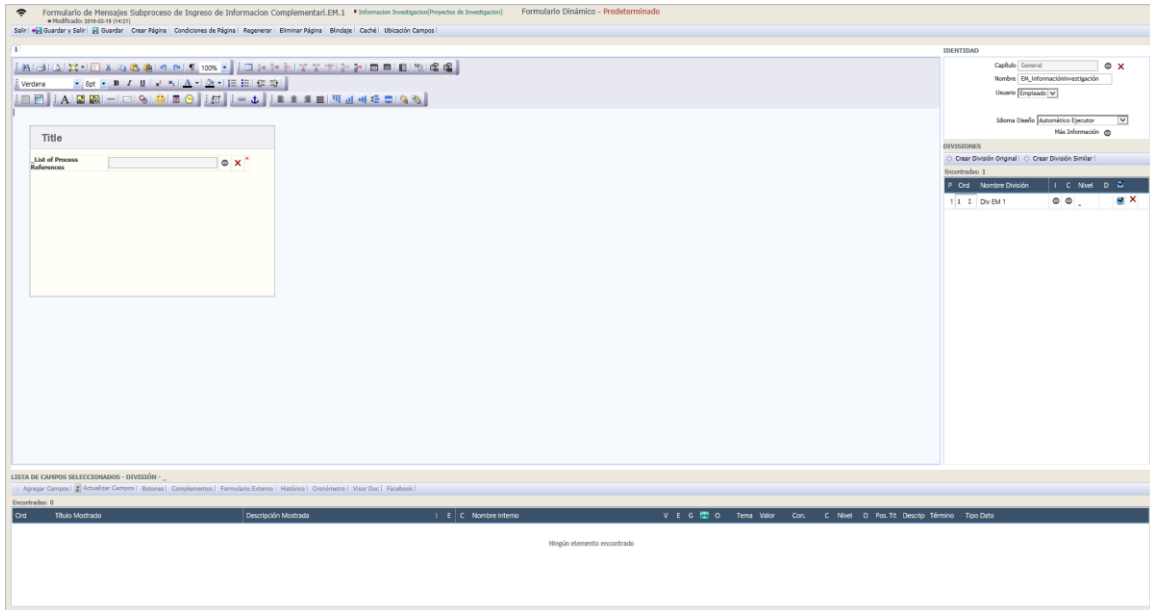 Formulario de Mensajes Subproceso de Ingreso de Informacion Complementari.EM.1 Informacion Investigacion(Proyectos de Investigacion) Formulario Dinámico - Predeterminado
Modificado: 2016-03-15 (14:21)
Salir Guardar y Salir Guardar Crear Página Condiciones de Página Regenerar Eliminar Página Blindaje Caché Ubicación Campos
1
100%
Verdana 8pt
Title
_List of Process
References
*
IDENTIDAD
Capítulo General
Nombre EM_InformaciónInvestigación
Usuario Empleado
Idioma Diseño Automático Ejecutor
Más Información
DIVISIONES
Crear División Original Crear División Similar
Encontradas: 1
P Ord Nombre División I C Nivel D
1 1 Div EM 1 _
LISTA DE CAMPOS SELECCIONADOS - DIVISIÓN - _
Agregar Campos Actualizar Campos Botones Complementos Formulario Externo Histórico Cronómetro Visor Doc Facebook
Encontradas: 0
Ord Título Mostrado Descripción Mostrada I E C Nombre Interno V E G O Tema Valor Con. C Nivel D Pos. Tit Descrip Término Tipo Dato
Ningún elemento encontrado